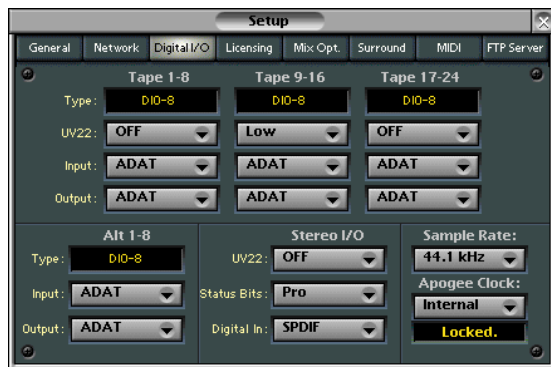 Setup
General Network Digital I/O Licensing Mix Opt. Surround MIDI FTP Server
Tape 1-8 Tape 9-16 Tape 17-24
Type: DIO-8 DIO-8 DIO-8
UV22: OFF Low OFF
Input: ADAT ADAT ADAT
Output: ADAT ADAT ADAT
Alt 1-8
Type: DIO-8
Input: ADAT
Output: ADAT
Stereo I/O
UV22: OFF
Status Bits: Pro
Digital In: SPDIF
Sample Rate:
44.1 kHz
Apogee Clock:
Internal
Locked.